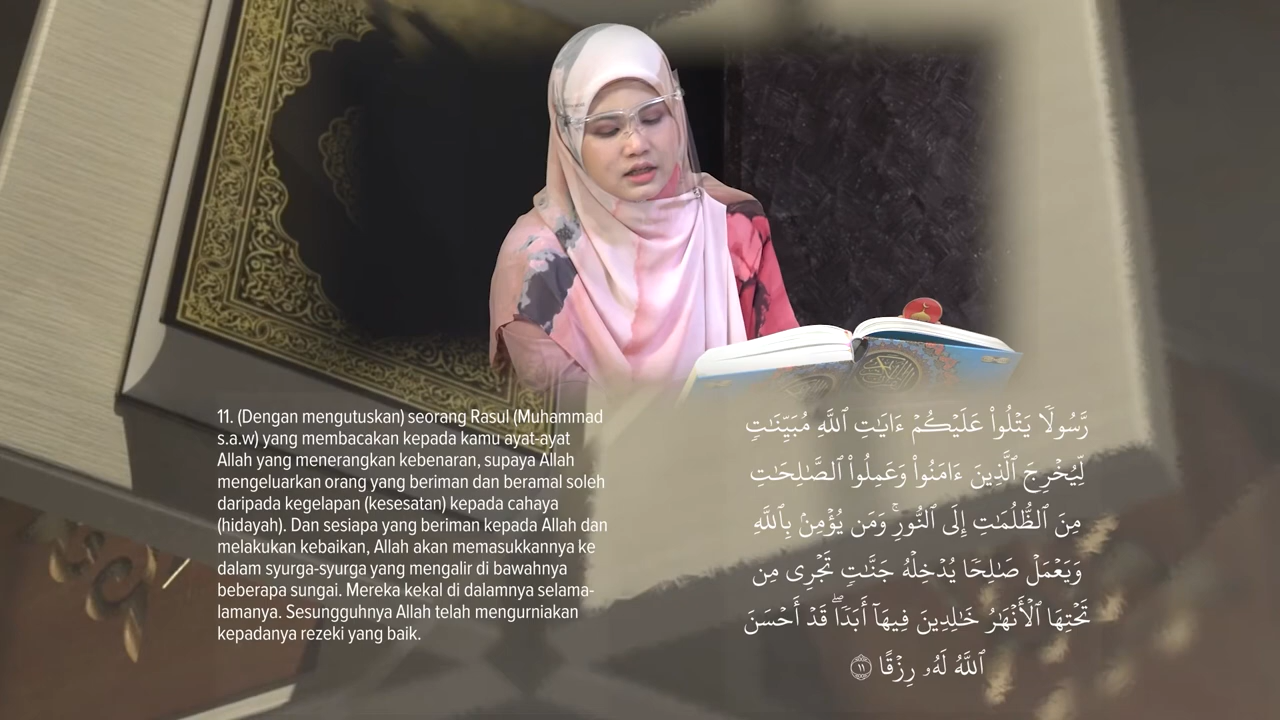 11. (Dengan mengutuskan) seorang Rasul (Muhammad
s.a.w) yang membacakan kepada kamu ayat-ayat
Allah yang menerangkan kebenaran, supaya Allah
mengeluarkan orang yang beriman dan beramal soleh
daripada kegelapan (kesesatan) kepada cahaya
(hidayah). Dan sesiapa yang beriman kepada Allah dan
melakukan kebaikan, Allah akan memasukkannya ke
dalam syurga-syurga yang mengalir di bawahnya
beberapa sungai. Mereka kekal di dalamnya selama-
lamanya. Sesungguhnya Allah telah mengurniakan
kepadanya rezeki yang baik.
رَّسُولٗا يَتۡلُواْ عَلَيۡكُمۡ ءَايَٰتِ ٱللَّهِ مُبَيِّنَٰتٖ
لِّيُخۡرِجَ ٱلَّذِينَ ءَامَنُواْ وَعَمِلُواْ ٱلصَّٰلِحَٰتِ
مِنَ ٱلظُّلُمَٰتِ إِلَى ٱلنُّورِۚ وَمَن يُؤۡمِنۢ بِٱللَّهِ
وَيَعۡمَلۡ صَٰلِحٗا يُدۡخِلۡهُ جَنَّٰتٖ تَجۡرِي مِن
تَحۡتِهَا ٱلۡأَنۡهَٰرُ خَٰلِدِينَ فِيهَآ أَبَدٗاۖ قَدۡ أَحۡسَنَ
ٱللَّهُ لَهُۥ رِزۡقًا ١١